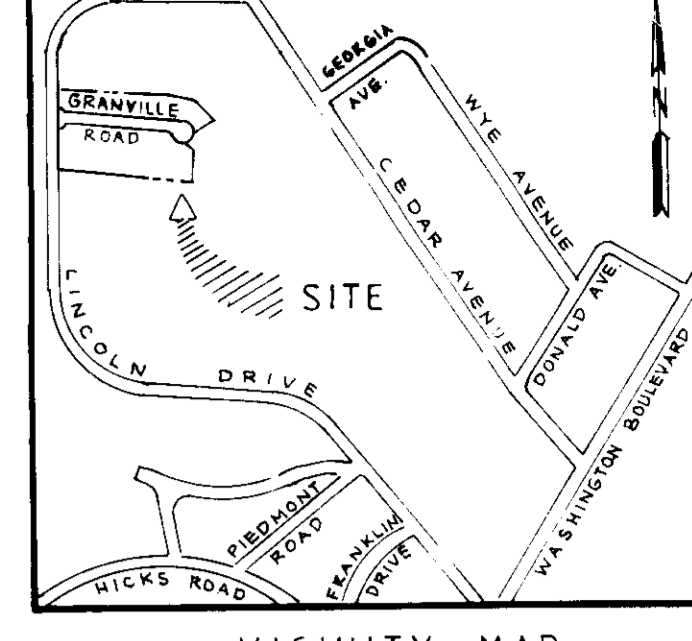 GEORGIA
AVE.
N
GRANVILLE
ROAD
WYE AVENUE
CEDAR AVENUE
SITE
DONALD AVE.
LINCOLN DRIVE
WASHINGTON BOULEVARD
PIEDMONT
ROAD
FRANKLIN
DRIVE
HICKS ROAD
VICINITY MAP